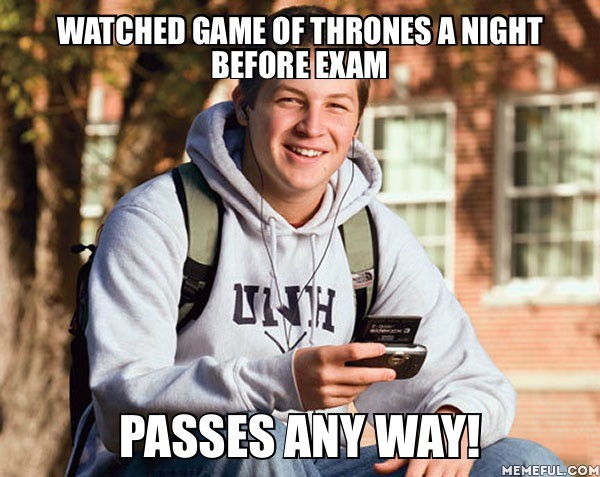 WATCHED GAME OF THRONES A NIGHT
BEFORE EXAM
UNH
PASSES ANY WAY!
MEMEFUL.COM